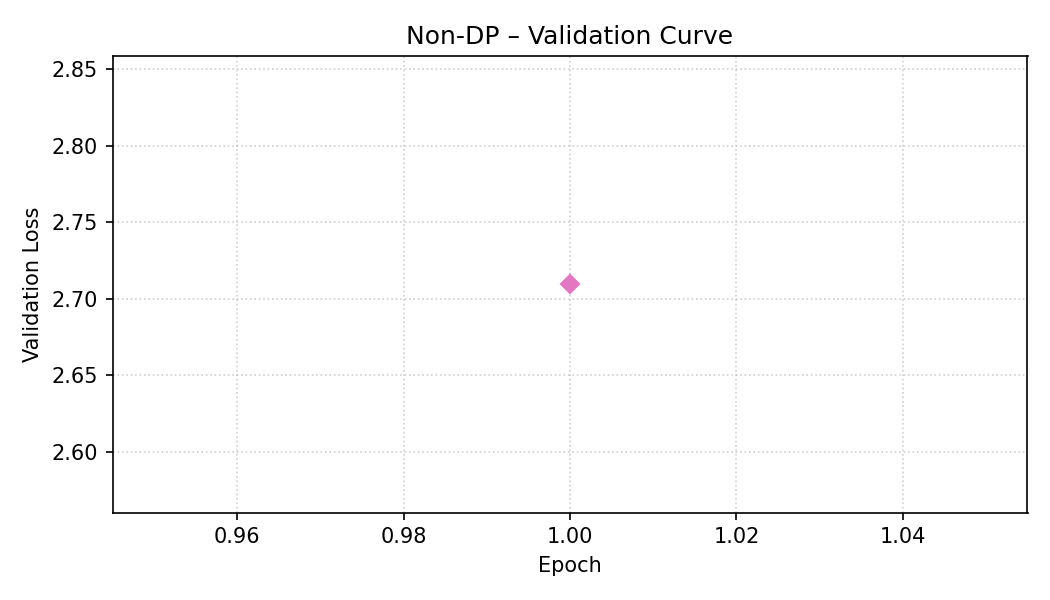 Non-DP – Validation Curve
Validation Loss
2.85
2.80
2.75
2.70
2.65
2.60
0.96 0.98 1.00 1.02 1.04
Epoch